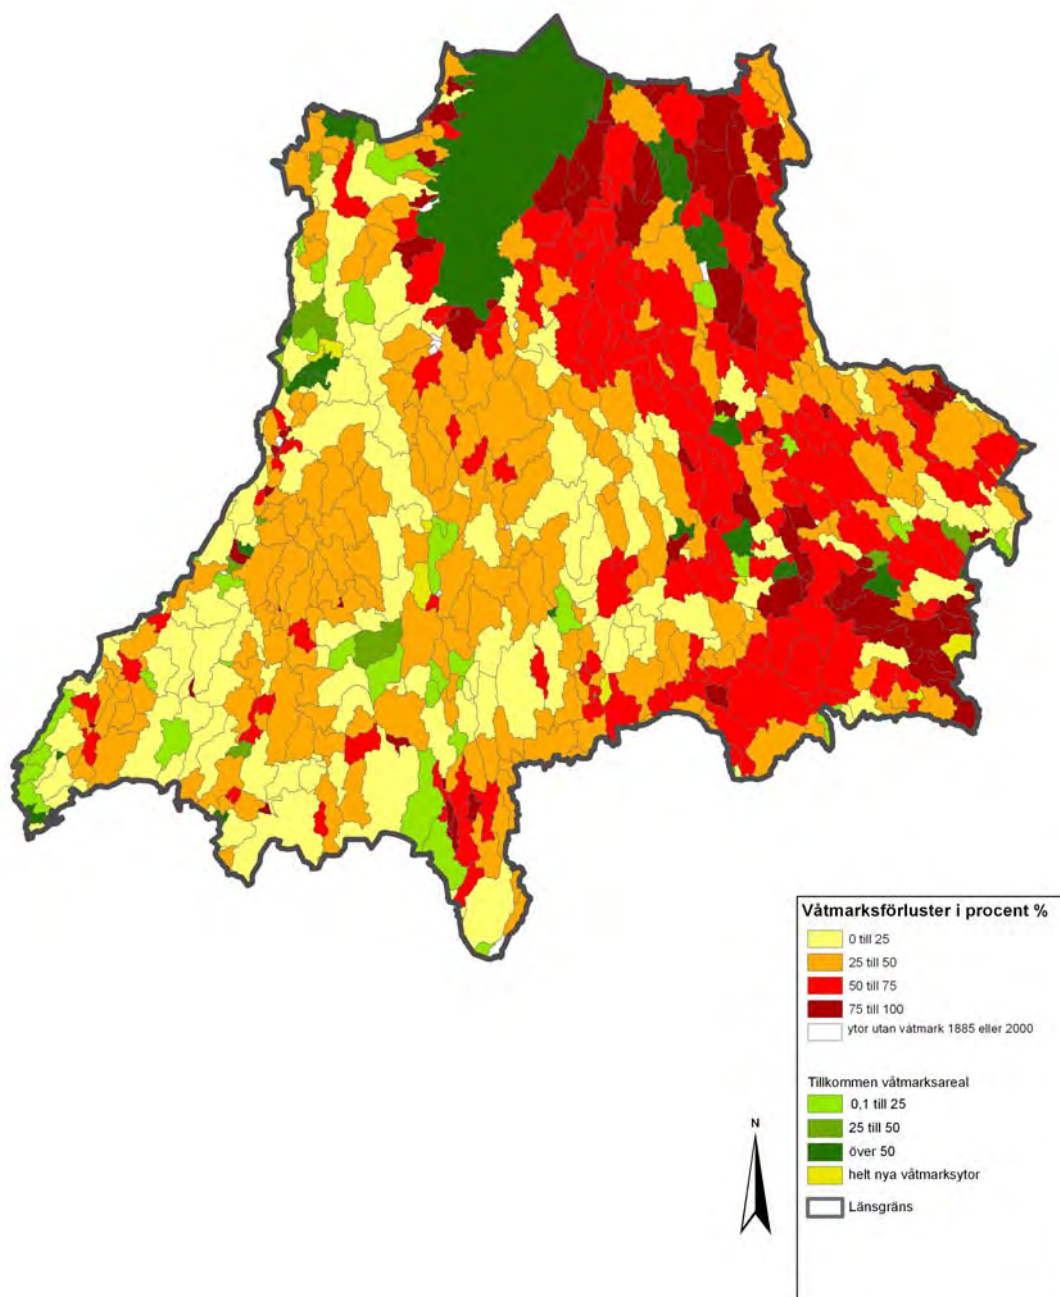 Våtmarksförluster i procent %
0 till 25
25 till 50
50 till 75
75 till 100
ytor utan våtmark 1885 eller 2000
Tillkommen våtmarksareal
0,1 till 25
25 till 50
över 50
helt nya våtmarksytor
Länsgräns
N